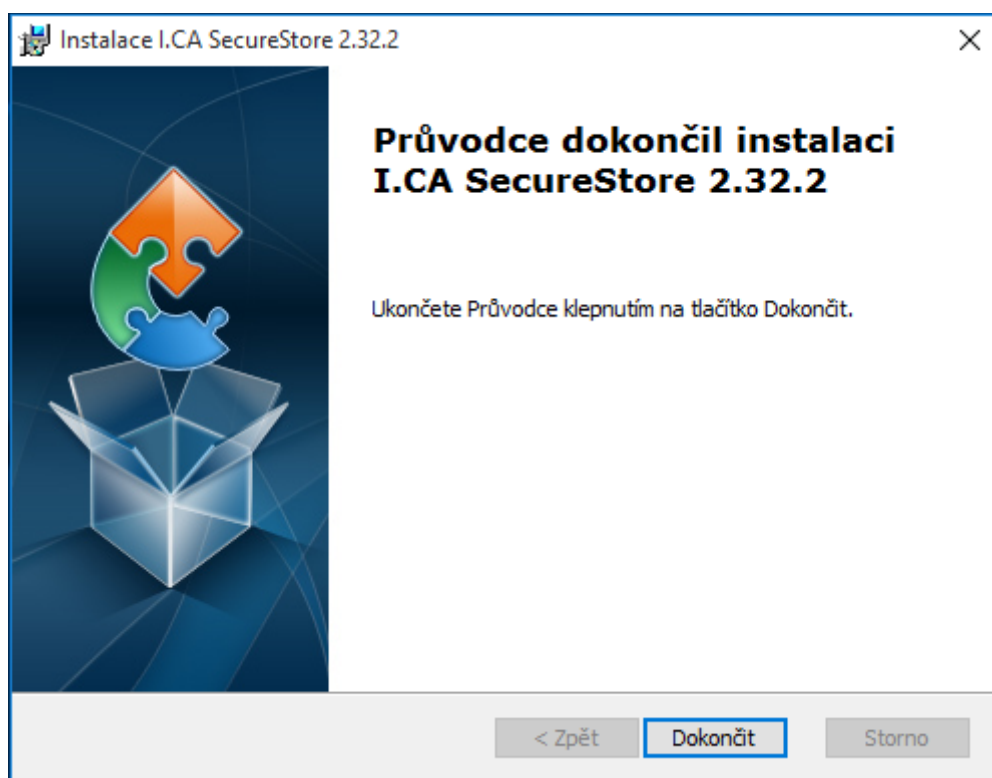 Instalace I.CA SecureStore 2.32.2
Průvodce dokončil instalaci
I.CA SecureStore 2.32.2
Ukončete Průvodce klepnutím na tlačítko Dokončit.
< Zpět
Dokončit
Storno